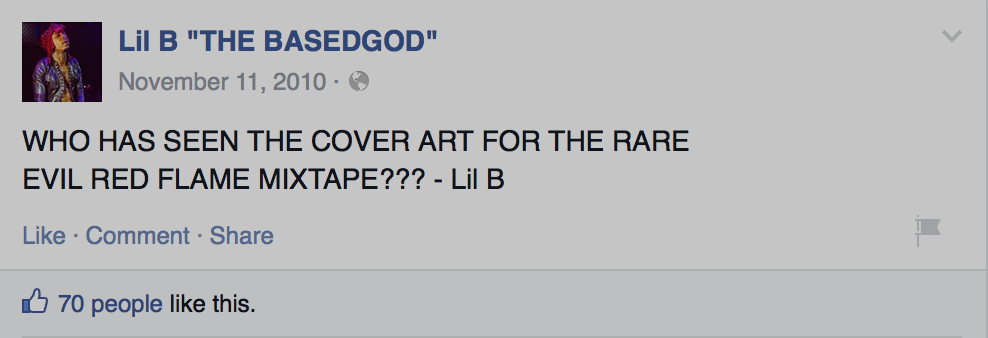 Lil B "THE BASEDGOD"
November 11, 2010 ·
WHO HAS SEEN THE COVER ART FOR THE RARE
EVIL RED FLAME MIXTAPE??? - Lil B
Like · Comment · Share
70 people like this.